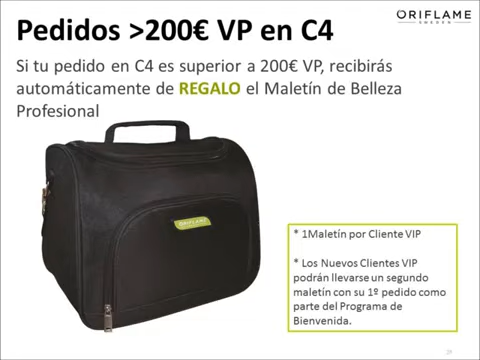 Pedidos >200€ VP en C4
ORIFLAME
SWEDEN
Si tu pedido en C4 es superior a 200€ VP, recibirás
automáticamente de REGALO el Maletín de Belleza
Profesional
ORIFLAME
* 1Maletín por Cliente VIP
* Los Nuevos Clientes VIP
podrán llevarse un segundo
maletín con su 1º pedido como
parte del Programa de
Bienvenida.